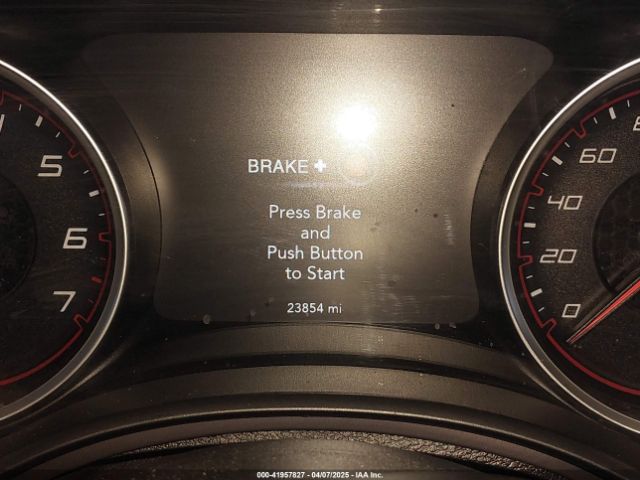 BRAKE +
Press Brake
and
Push Button
to Start
23854 mi
5
6
7
60
40
20
0
000-41957827 - 04/07/2025 - © IAA Inc.